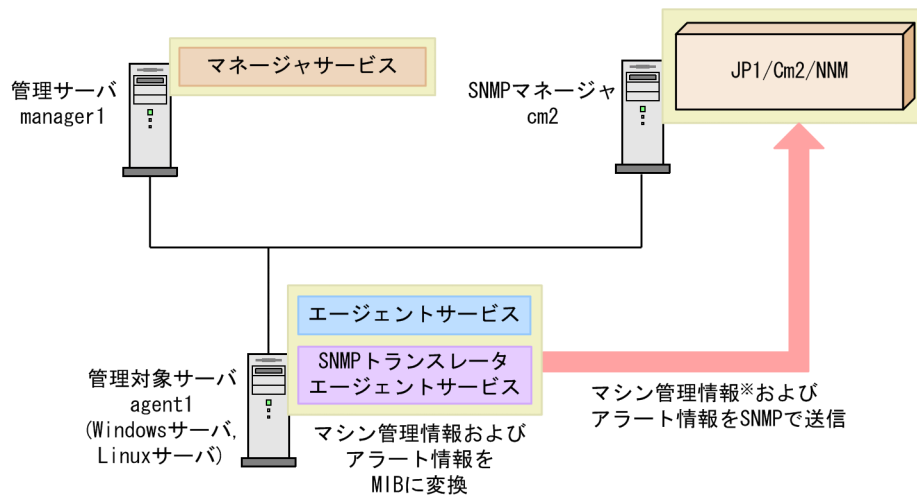 マネージャサービス
管理サーバ
manager1
SNMPマネージャ
cm2
JP1/Cm2/NNM
エージェントサービス
SNMPトランスレータ
エージェントサービス
管理対象サーバ
agent1
(Windowsサーバ,
Linuxサーバ)
マシン管理情報および
アラート情報を
MIBに変換
マシン管理情報※および
アラート情報をSNMPで送信